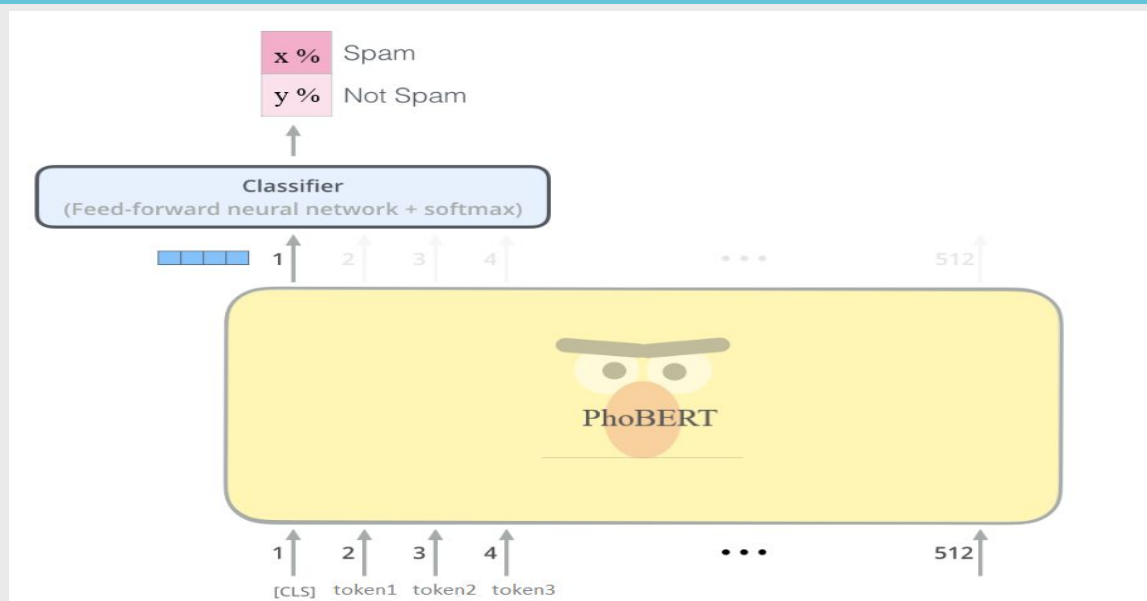 x % Spam
y % Not Spam
Classifier
(Feed-forward neural network + softmax)
1 2 3 4 ••• 512
PhoBERT
1 2 3 4 ••• 512
[CLS] token1 token2 token3